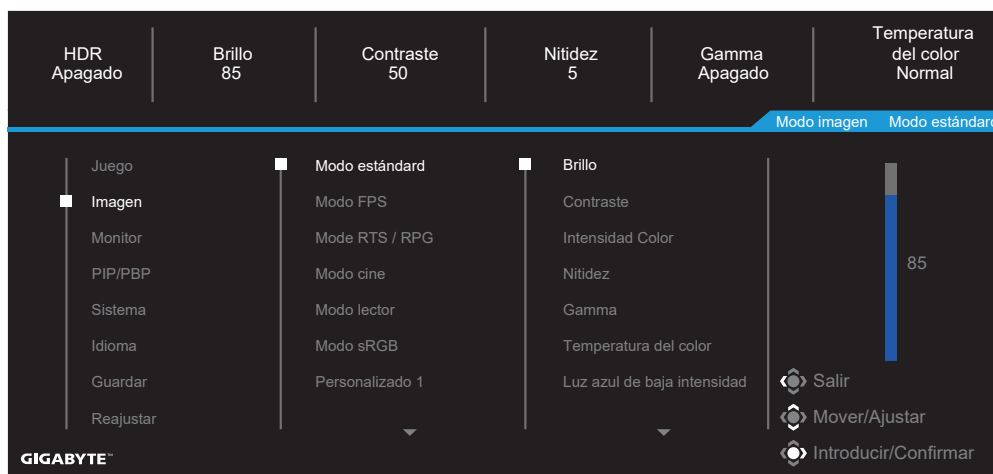 HDR
Apagado
Brillo
85
Contraste
50
Nitidez
5
Gamma
Apagado
Temperatura
del color
Normal
Modo imagen Modo estándard
Juego
Imagen
Monitor
PIP/PBP
Sistema
Idioma
Guardar
Reajustar
Modo estándard
Modo FPS
Mode RTS / RPG
Modo cine
Modo lector
Modo sRGB
Personalizado 1
Brillo
Contraste
Intensidad Color
Nitidez
Gamma
Temperatura del color
Luz azul de baja intensidad
85
Salir
Mover/Ajustar
Introducir/Confirmar
GIGABYTE™